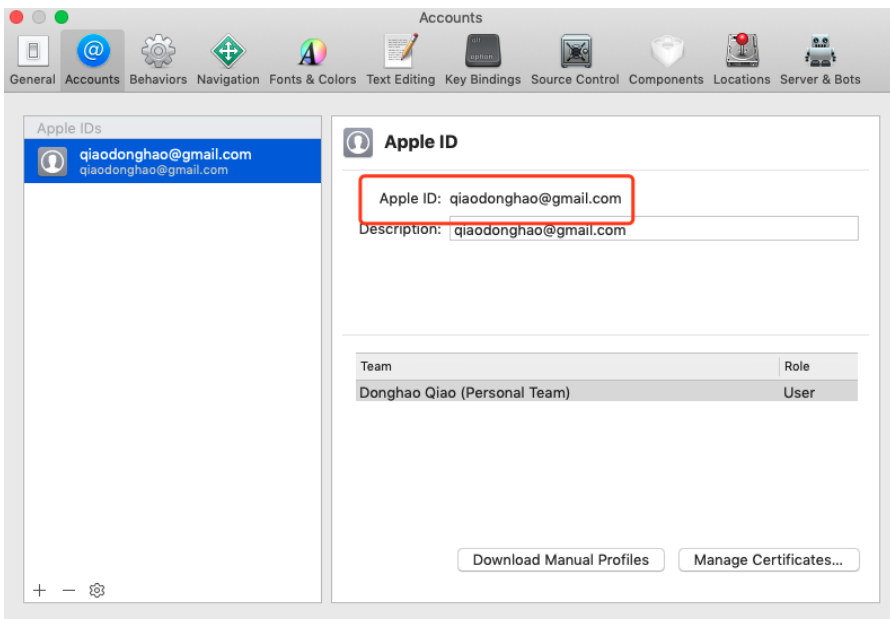 Accounts
General Accounts Behaviors Navigation Fonts & Colors Text Editing Key Bindings Source Control Components Locations Server & Bots
Apple IDs
qiaodonghao@gmail.com
qiaodonghao@gmail.com
Apple ID
Apple ID: qiaodonghao@gmail.com
Description: qiaodonghao@gmail.com
Team Role
Donghao Qiao (Personal Team) User
Download Manual Profiles Manage Certificates...